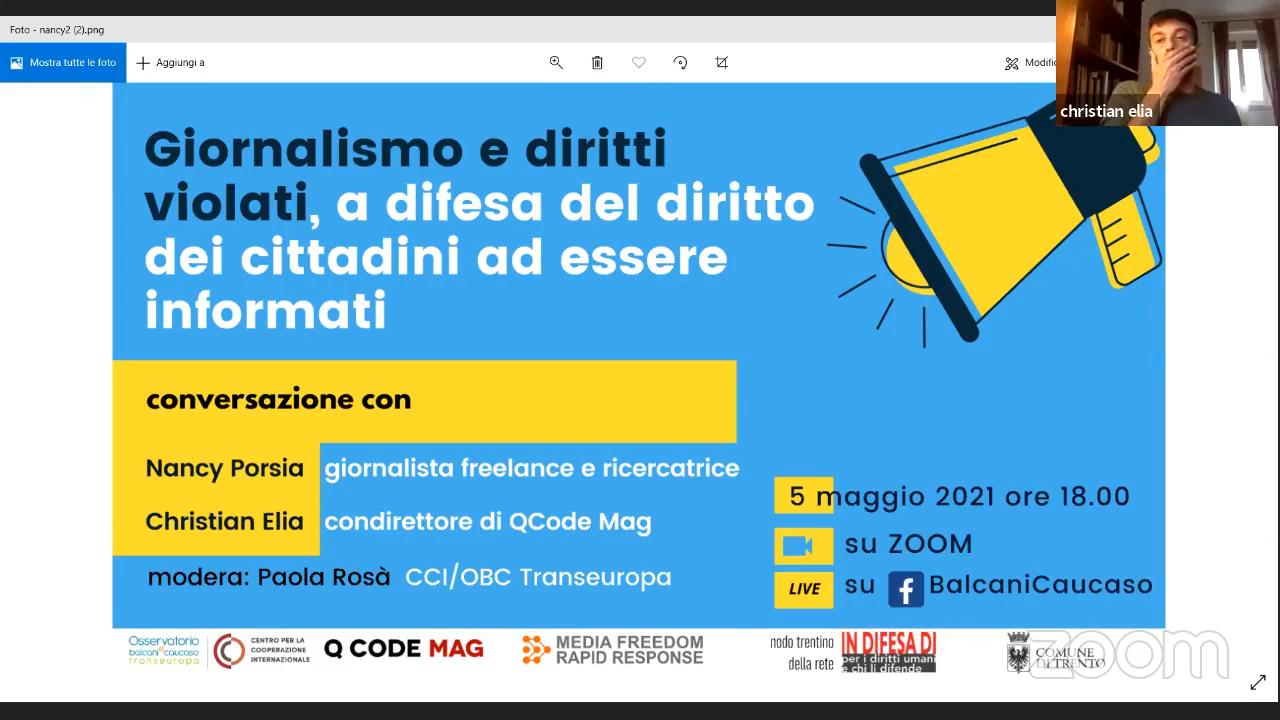 Foto - nancy2 (2).png
Mostra tutte le foto
Aggiungi a
Modific
christian elia
Giornalismo e diritti
violati, a difesa del diritto
dei cittadini ad essere
informati
conversazione con
Nancy Porsia giornalista freelance e ricercatrice
Christian Elia condirettore di QCode Mag
modera: Paola Rosà CCI/OBC Transeuropa
5 maggio 2021 ore 18.00
su ZOOM
LIVE su f BalcaniCaucaso
Osservatorio
balcani caucaso
transeuropa
CENTRO PER LA
COOPERAZIONE
INTERNAZIONALE
Q CODE MAG
MEDIA FREEDOM
RAPID RESPONSE
nodo trentino
della rete
IN DIFESA DI
per i diritti umani
e chi li difende
COMUNE
DI TRENTO
zoom